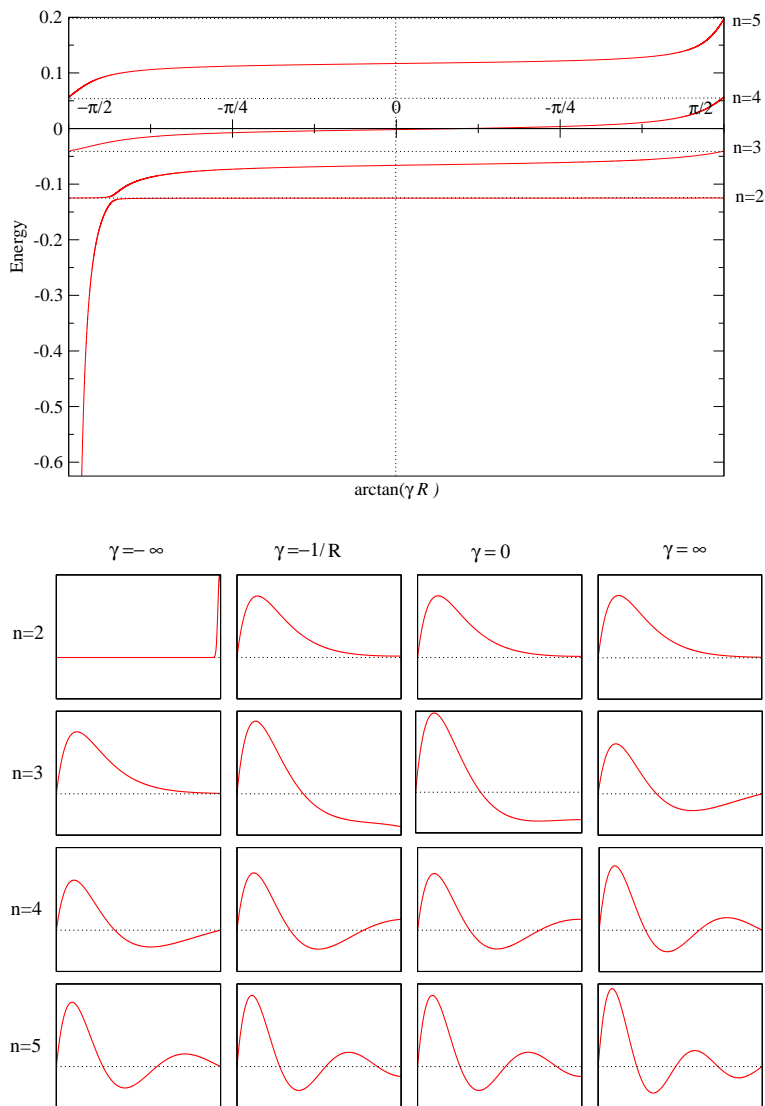 0.2
n=5
0.1
−π/2
-π/4
0
-π/4
π/2
n=4
0
n=3
-0.1
n=2
-0.2
Energy
-0.3
-0.4
-0.5
-0.6
arctan(γ R )
γ=− ∞
γ=−1/ R
γ = 0
γ = ∞
n=2
n=3
n=4
n=5